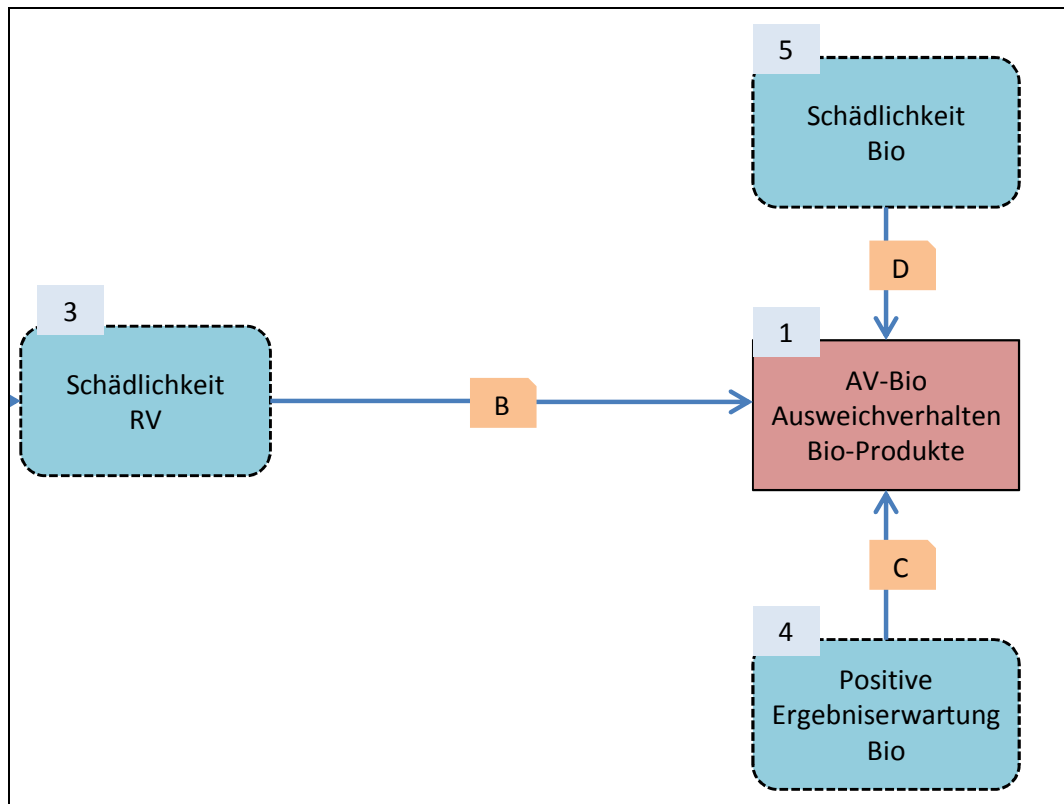 5
Schädlichkeit
Bio
D
3
Schädlichkeit
RV
B
1
AV-Bio
Ausweichverhalten
Bio-Produkte
C
4
Positive
Ergebniserwartung
Bio